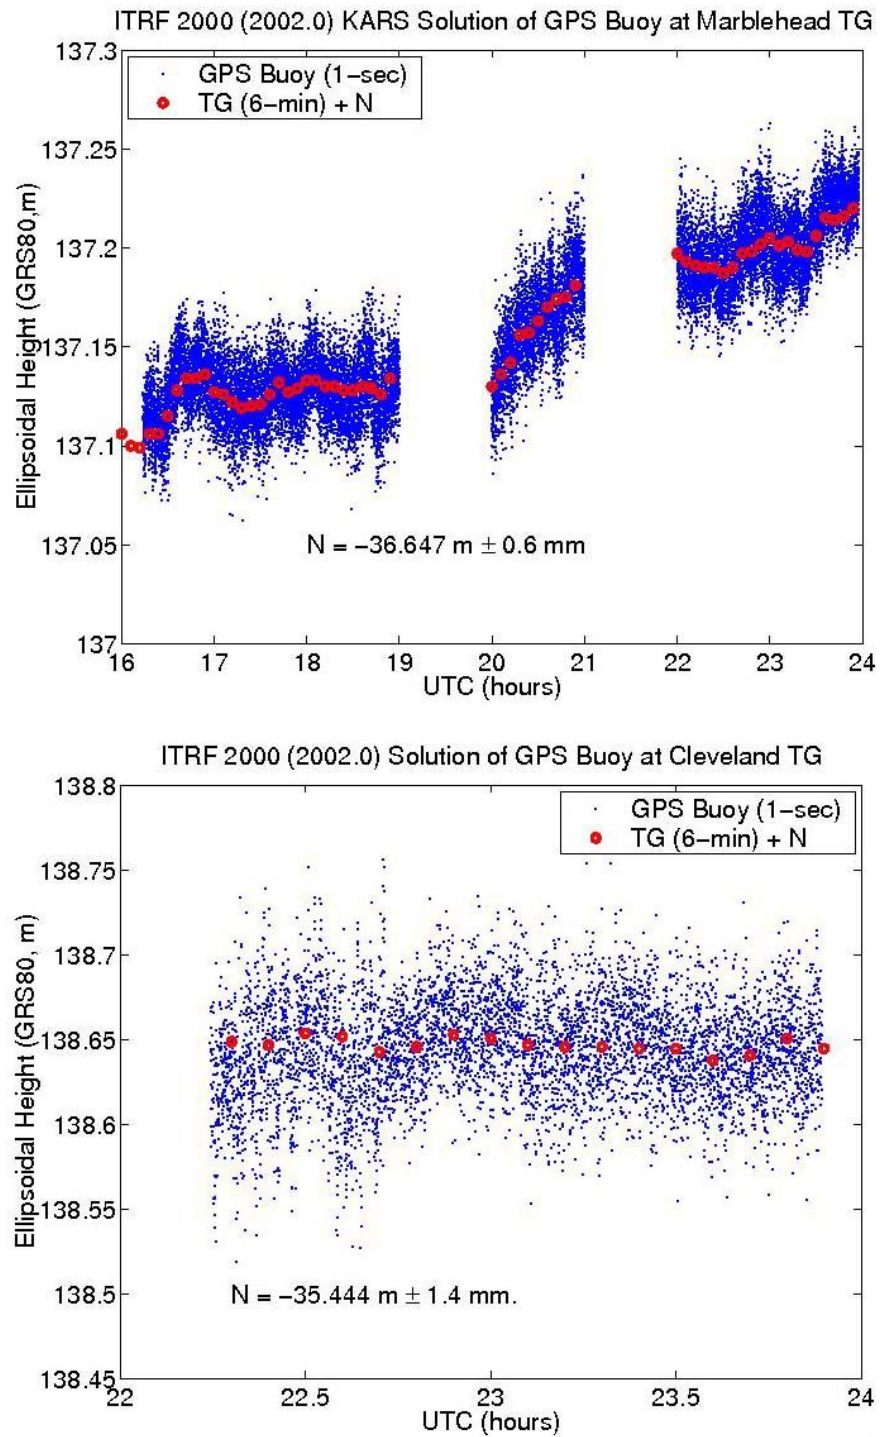 ITRF 2000 (2002.0) KARS Solution of GPS Buoy at Marblehead TG
137.3
GPS Buoy (1−sec)
TG (6−min) + N
137.25
137.2
137.15
137.1
137.05
137
Ellipsoidal Height (GRS80,m)
N = −36.647 m ± 0.6 mm
16 17 18 19 20 21 22 23 24
UTC (hours)
ITRF 2000 (2002.0) Solution of GPS Buoy at Cleveland TG
138.8
GPS Buoy (1−sec)
TG (6−min) + N
138.75
138.7
138.65
138.6
138.55
138.5
138.45
Ellipsoidal Height (GRS80, m)
N = −35.444 m ± 1.4 mm.
22 22.5 23 23.5 24
UTC (hours)